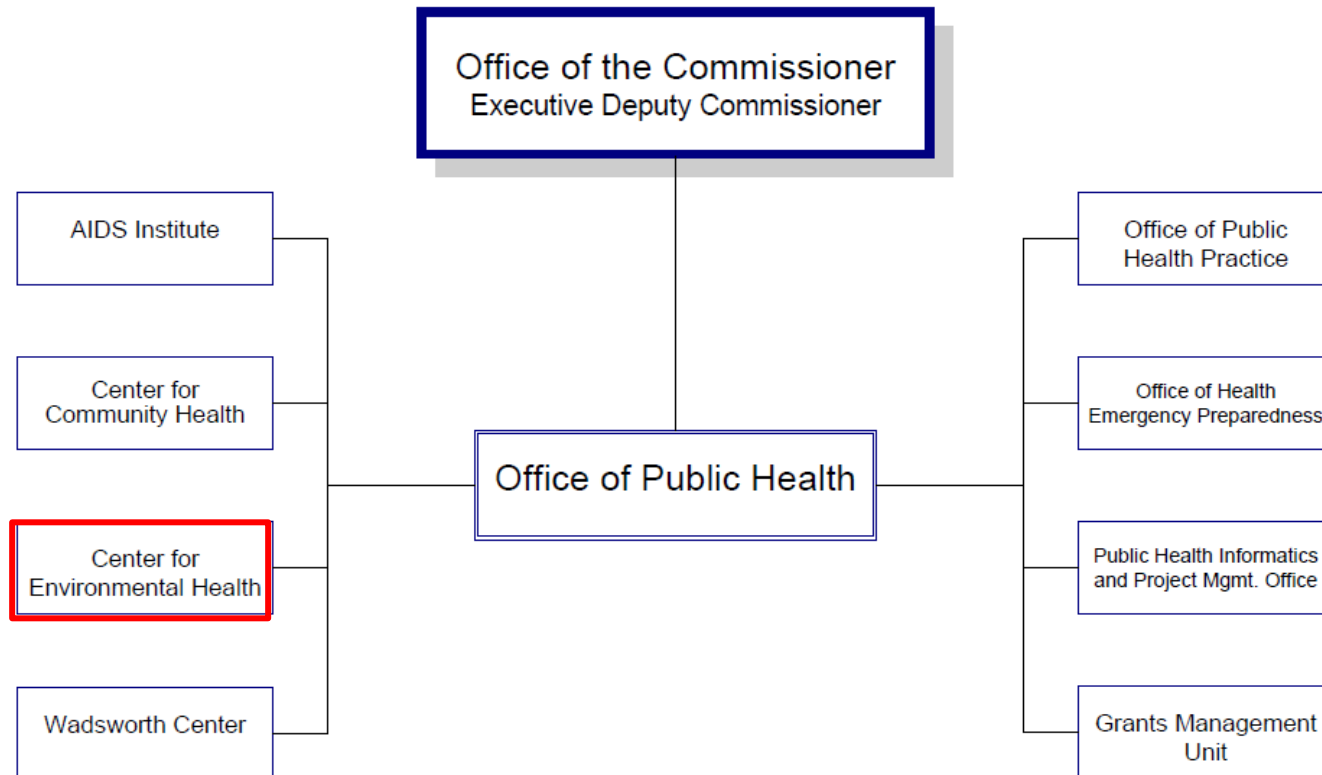 Office of the Commissioner
Executive Deputy Commissioner
AIDS Institute
Office of Public
Health Practice
Center for
Community Health
Office of Health
Emergency Preparedness
Office of Public Health
Center for
Environmental Health
Public Health Informatics
and Project Mgmt. Office
Wadsworth Center
Grants Management
Unit